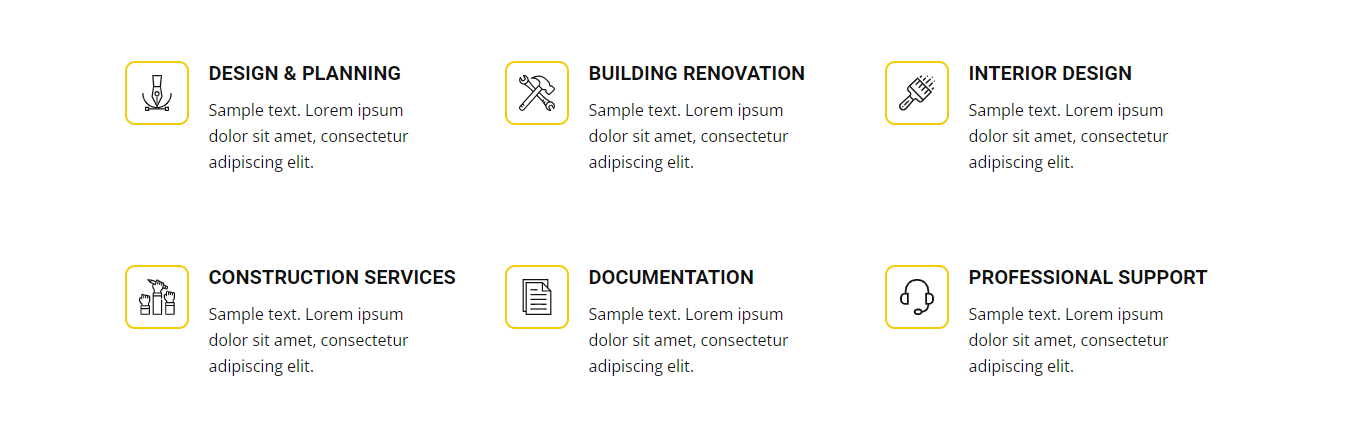 DESIGN & PLANNING
Sample text. Lorem ipsum
dolor sit amet, consectetur
adipiscing elit.
BUILDING RENOVATION
Sample text. Lorem ipsum
dolor sit amet, consectetur
adipiscing elit.
INTERIOR DESIGN
Sample text. Lorem ipsum
dolor sit amet, consectetur
adipiscing elit.
CONSTRUCTION SERVICES
Sample text. Lorem ipsum
dolor sit amet, consectetur
adipiscing elit.
DOCUMENTATION
Sample text. Lorem ipsum
dolor sit amet, consectetur
adipiscing elit.
PROFESSIONAL SUPPORT
Sample text. Lorem ipsum
dolor sit amet, consectetur
adipiscing elit.